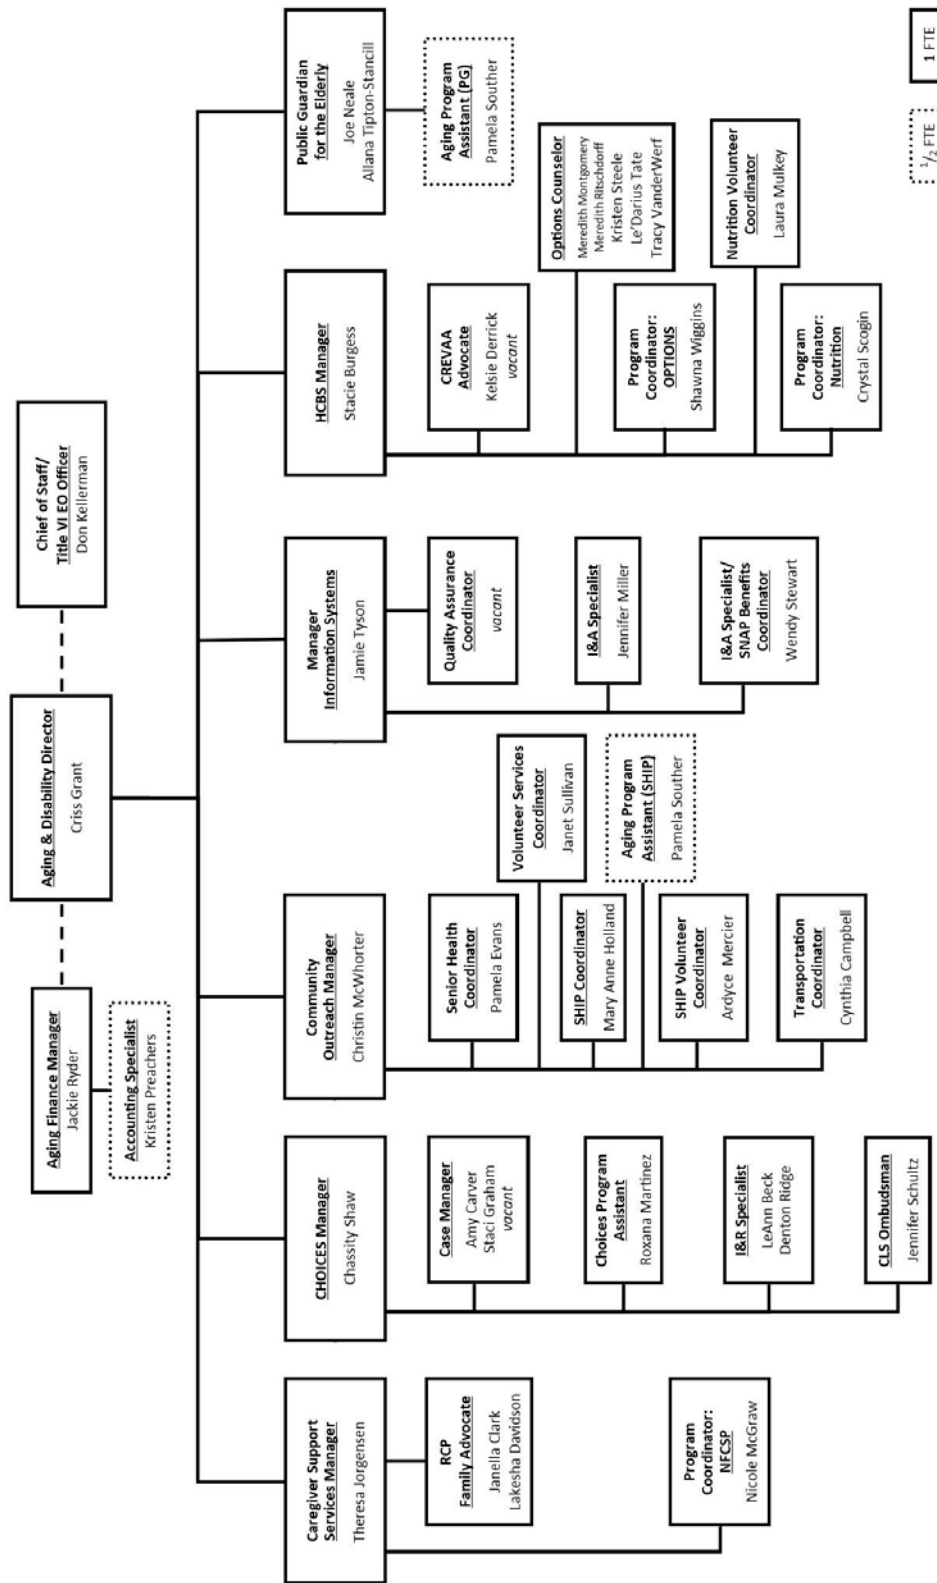 Chief of Staff/
Title VI EO Officer
Don Kellerman
Aging & Disability Director
Criss Grant
Aging Finance Manager
Jackie Ryder
Accounting Specialist
Kristen Preachers
Caregiver Support
Services Manager
Theresa Jorgensen
RCP
Family Advocate
Janella Clark
Lakesha Davidson
Program
Coordinator:
NFCSP
Nicole McGraw
CHOICES Manager
Chassity Shaw
Case Manager
Amy Carver
Staci Graham
vacant
Choices Program
Assistant
Roxana Martinez
I&R Specialist
LeAnn Beck
Denton Ridge
CLS Ombudsman
Jennifer Schultz
Community
Outreach Manager
Christin McWhorter
Senior Health
Coordinator
Pamela Evans
Volunteer Services
Coordinator
Janet Sullivan
SHIP Coordinator
Mary Anne Holland
Aging Program
Assistant (SHIP)
Pamela Souther
SHIP Volunteer
Coordinator
Ardyce Mercier
Transportation
Coordinator
Cynthia Campbell
Manager
Information Systems
Jamie Tyson
Quality Assurance
Coordinator
vacant
I&A Specialist
Jennifer Miller
I&A Specialist/
SNAP Benefits
Coordinator
Wendy Stewart
HCBS Manager
Stacie Burgess
CREVAA
Advocate
Kelsie Derrick
vacant
Options Counselor
Meredith Montgomery
Meredith Ritschdorff
Kristen Steele
Le'Darius Tate
Tracy VanderWerf
Program
Coordinator:
OPTIONS
Shawna Wiggins
Nutrition Volunteer
Coordinator
Laura Mulkey
Program
Coordinator:
Nutrition
Crystal Scogin
Public Guardian
for the Elderly
Joe Neale
Allana Tipton-Stancill
Aging Program
Assistant (PG)
Pamela Souther
1/2 FTE
1 FTE